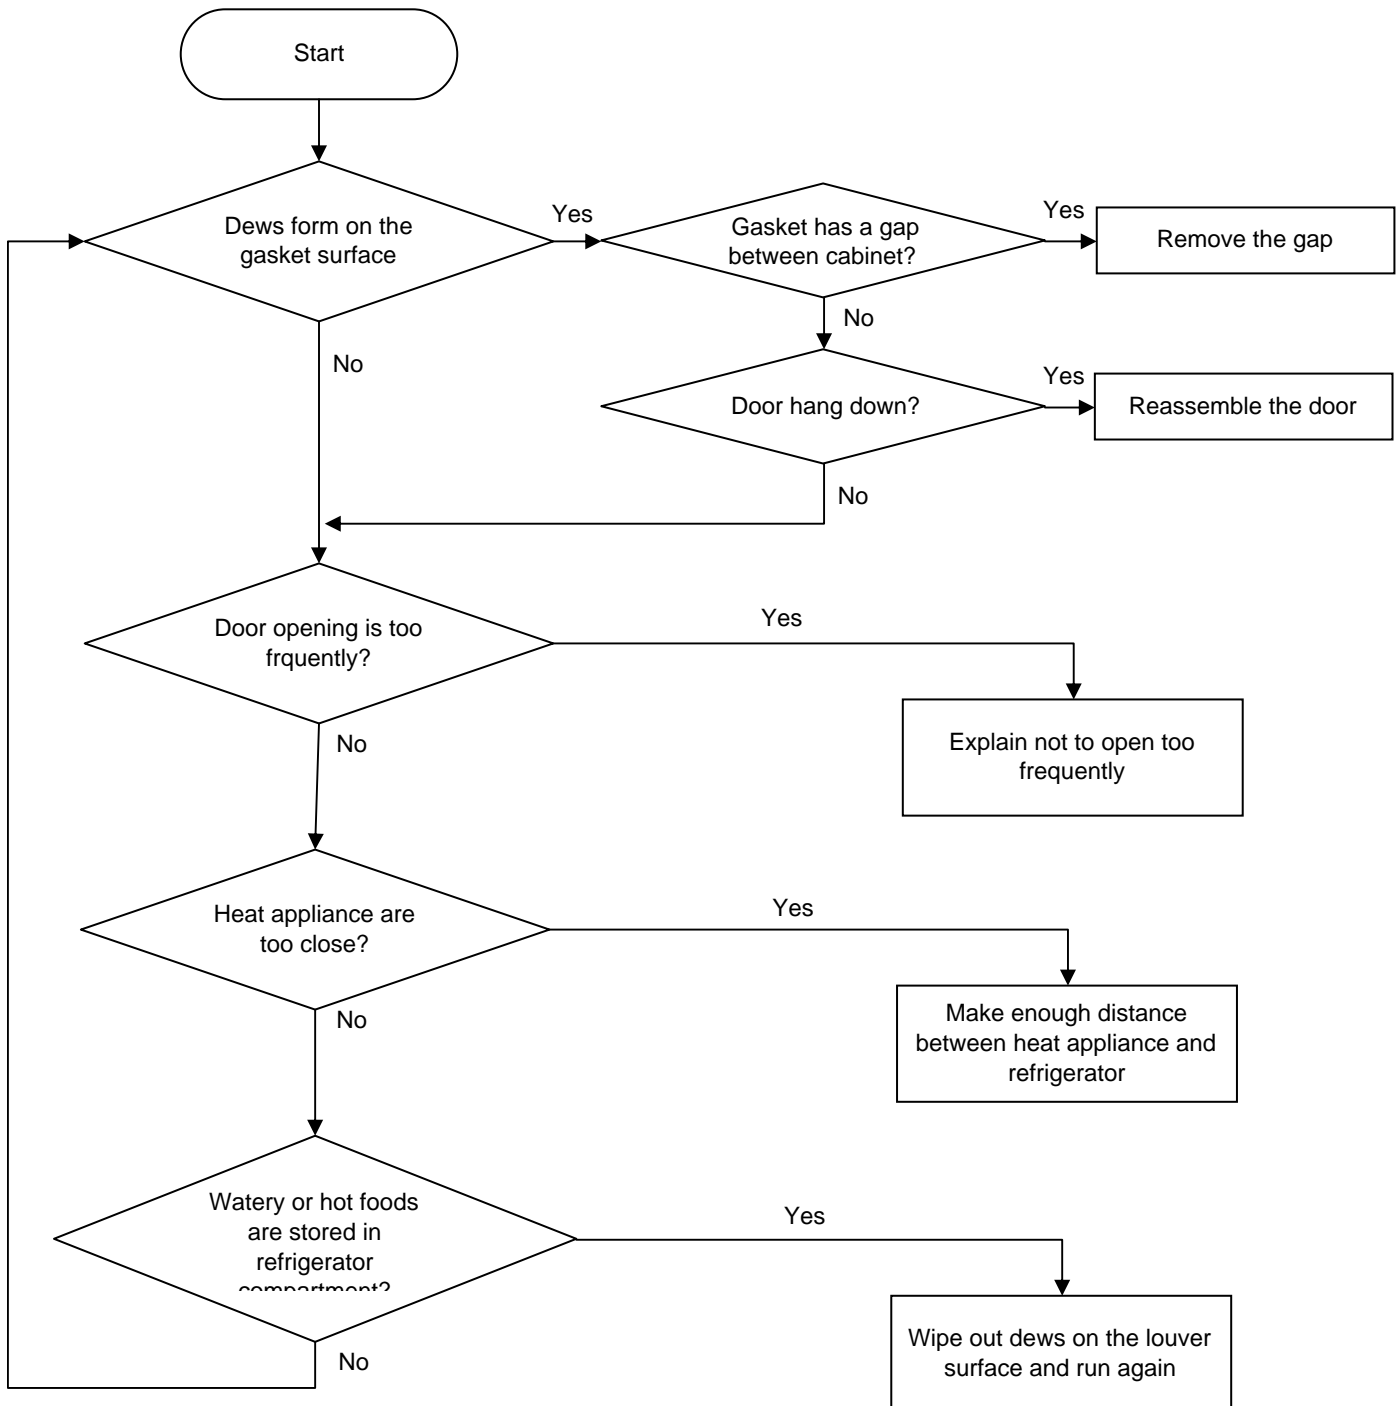 Start
Dews form on the
gasket surface
Yes
Gasket has a gap
between cabinet?
Yes
Remove the gap
No
No
Door hang down?
Yes
Reassemble the door
No
Door opening is too
frquently?
Yes
Explain not to open too
frequently
No
Heat appliance are
too close?
Yes
Make enough distance
between heat appliance and
refrigerator
No
Watery or hot foods
are stored in
refrigerator
compartment?
Yes
Wipe out dews on the louver
surface and run again
No